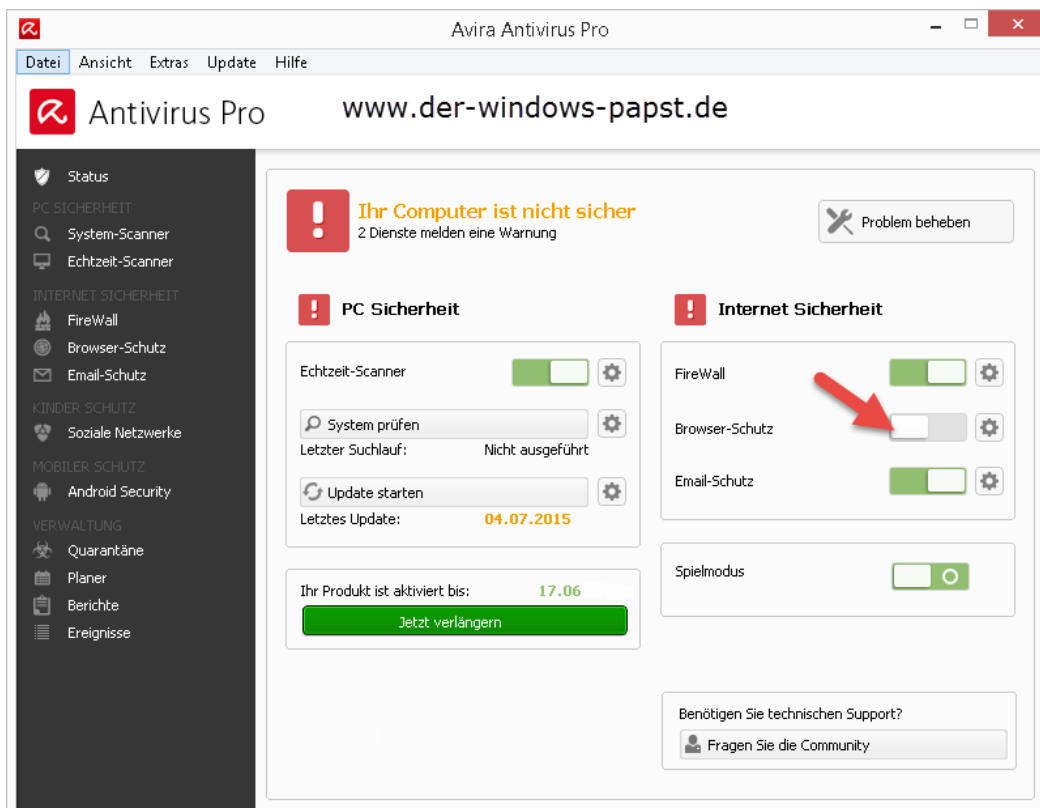 Avira Antivirus Pro
Datei Ansicht Extras Update Hilfe
Antivirus Pro
www.der-windows-papst.de
Status
PC SICHERHEIT
System-Scanner
Echtzeit-Scanner
INTERNET SICHERHEIT
FireWall
Browser-Schutz
Email-Schutz
KINDER SCHUTZ
Soziale Netzwerke
MOBILER SCHUTZ
Android Security
VERWALTUNG
Quarantäne
Planer
Berichte
Ereignisse
Ihr Computer ist nicht sicher
2 Dienste melden eine Warnung
Problem beheben
PC Sicherheit
Echtzeit-Scanner
System prüfen
Letzter Suchlauf: Nicht ausgeführt
Update starten
Letztes Update: 04.07.2015
Ihr Produkt ist aktiviert bis: 17.06
Jetzt verlängern
Internet Sicherheit
FireWall
Browser-Schutz
Email-Schutz
Spielmodus
Benötigen Sie technischen Support?
Fragen Sie die Community